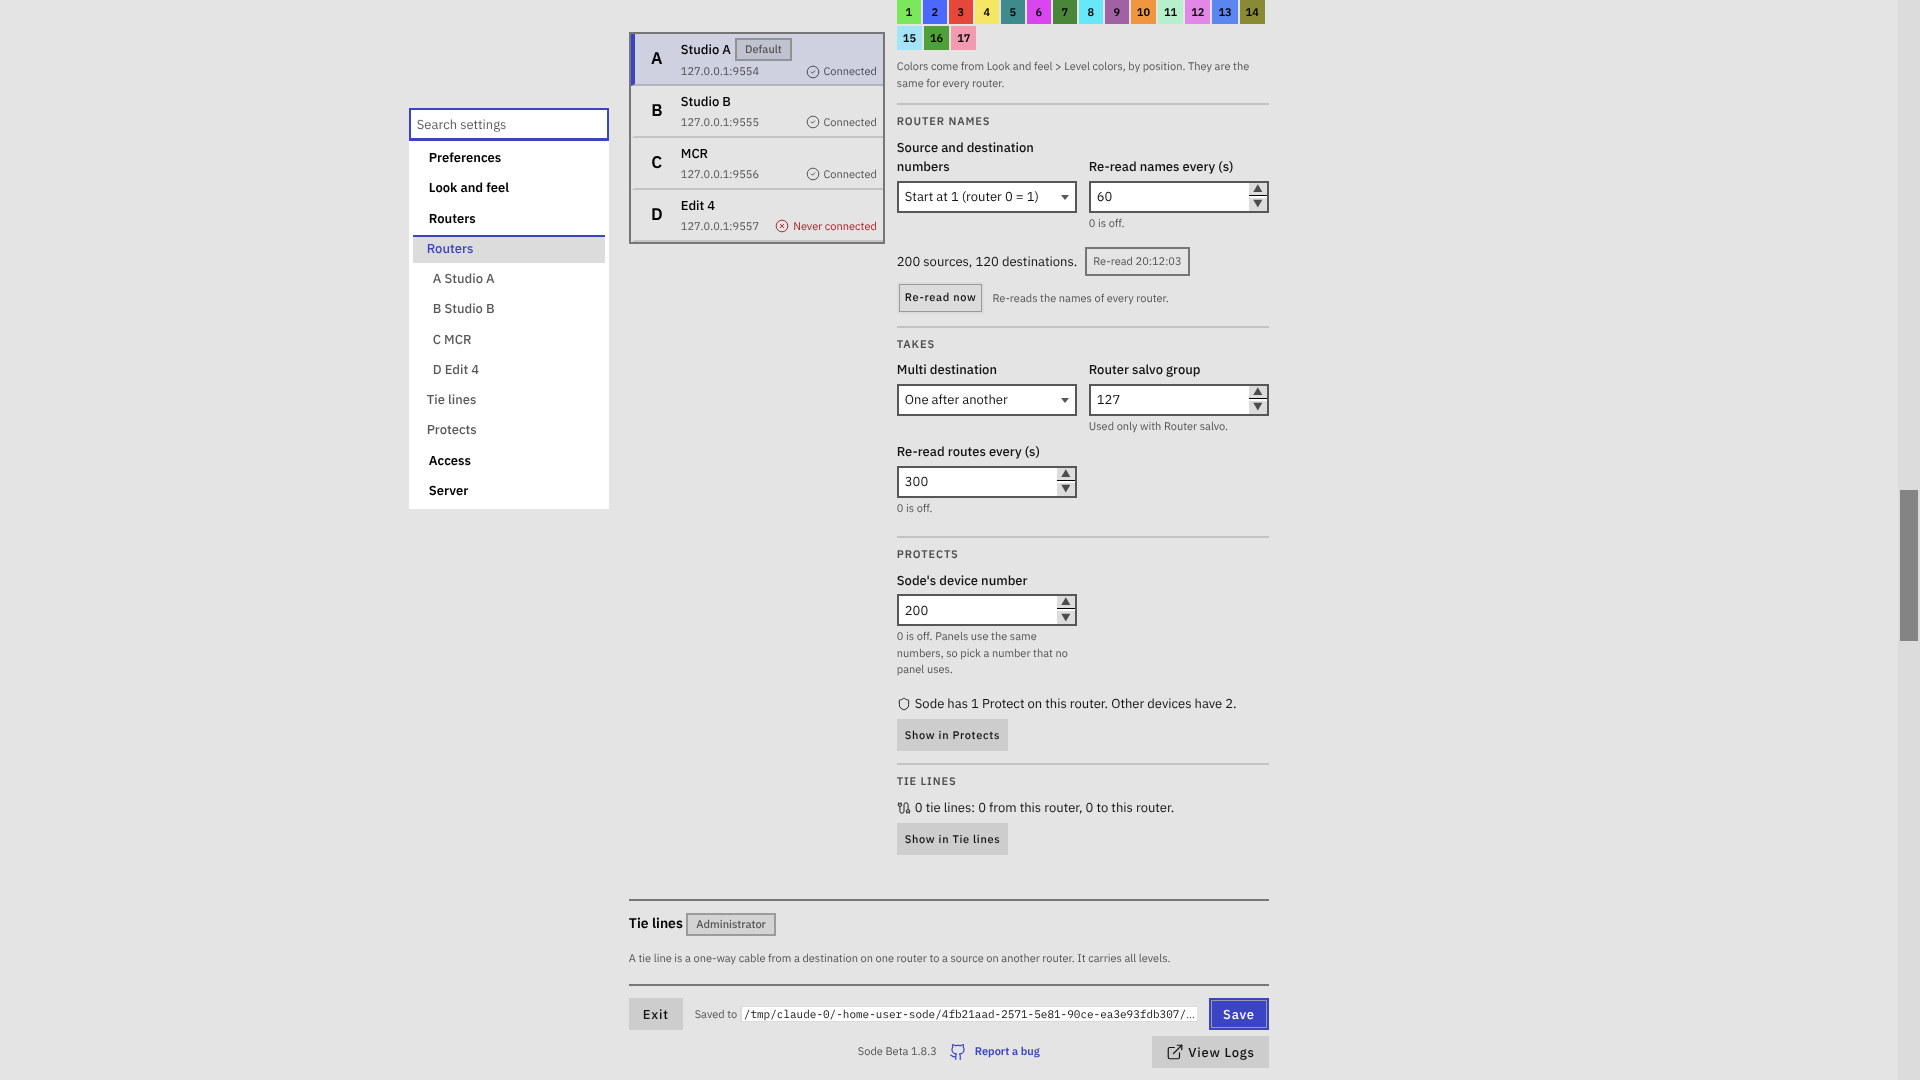 Search settings
Preferences
Look and feel
Routers
Routers
A Studio A
B Studio B
C MCR
D Edit 4
Tie lines
Protects
Access
Server
A Studio A Default
127.0.0.1:9554 Connected
B Studio B
127.0.0.1:9555 Connected
C MCR
127.0.0.1:9556 Connected
D Edit 4
127.0.0.1:9557 Never connected
1 2 3 4 5 6 7 8 9 10 11 12 13 14
15 16 17
Colors come from Look and feel > Level colors, by position. They are the
same for every router.
ROUTER NAMES
Source and destination
numbers
Start at 1 (router 0 = 1)
Re-read names every (s)
60
0 is off.
200 sources, 120 destinations. Re-read 20:12:03
Re-read now Re-reads the names of every router.
TAKES
Multi destination
One after another
Router salvo group
127
Used only with Router salvo.
Re-read routes every (s)
300
0 is off.
PROTECTS
Sode's device number
200
0 is off. Panels use the same
numbers, so pick a number that no
panel uses.
Sode has 1 Protect on this router. Other devices have 2.
Show in Protects
TIE LINES
0 tie lines: 0 from this router, 0 to this router.
Show in Tie lines
Tie lines Administrator
A tie line is a one-way cable from a destination on one router to a source on another router. It carries all levels.
Exit Saved to /tmp/claude-0/-home-user-sode/4fb21aad-2571-5e81-90ce-ea3e93fdb307/... Save
Sode Beta 1.8.3 Report a bug View Logs